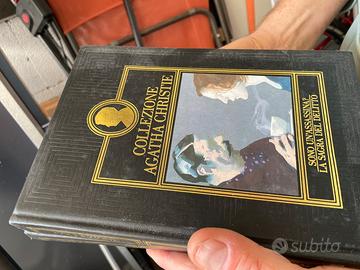 COLLEZIONE
AGATHA CHRISTIE
SONO UN'ASSASSINA?
LA SAGRA DEL DELITTO
subito